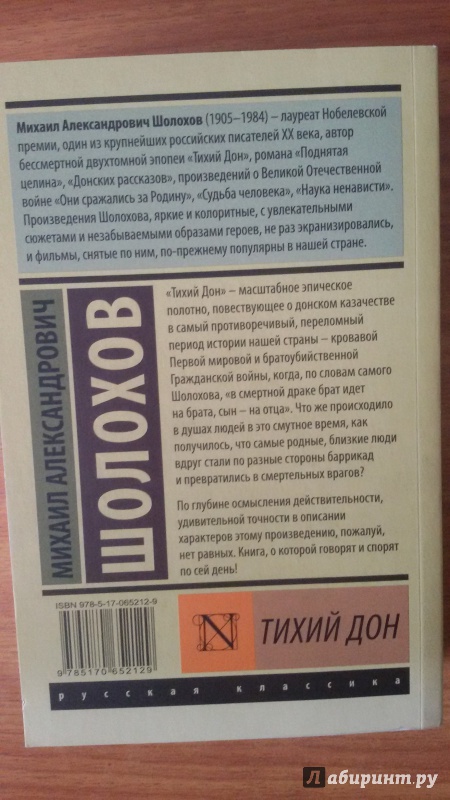 Михаил Александрович Шолохов (1905–1984) – лауреат Нобелевской
премии, один из крупнейших российских писателей XX века, автор
бессмертной двухтомной эпопеи «Тихий Дон», романа «Поднятая
целина», «Донских рассказов», произведений о Великой Отечественной
войне «Они сражались за Родину», «Судьба человека», «Наука ненависти».
Произведения Шолохова, яркие и колоритные, с увлекательными
сюжетами и незабываемыми образами героев, не раз экранизировались,
и фильмы, снятые по ним, по-прежнему популярны в нашей стране.
МИХАИЛ АЛЕКСАНДРОВИЧ
ШОЛОХОВ
«Тихий Дон» – масштабное эпическое
полотно, повествующее о донском казачестве
в самый противоречивый, переломный
период истории нашей страны – кровавой
Первой мировой и братоубийственной
Гражданской войны, когда, по словам самого
Шолохова, «в смертной драке брат идет
на брата, сын – на отца». Что же происходило
в душах людей в это смутное время, как
получилось, что самые родные, близкие люди
вдруг стали по разные стороны баррикад
и превратились в смертельных врагов?
По глубине осмысления действительности,
удивительной точности в описании
характеров этому произведению, пожалуй,
нет равных. Книга, о которой говорят и спорят
по сей день!
ISBN 978-5-17-065212-9
9 785170 652129
N
ТИХИЙ ДОН
русская классика
Лабиринт.ру